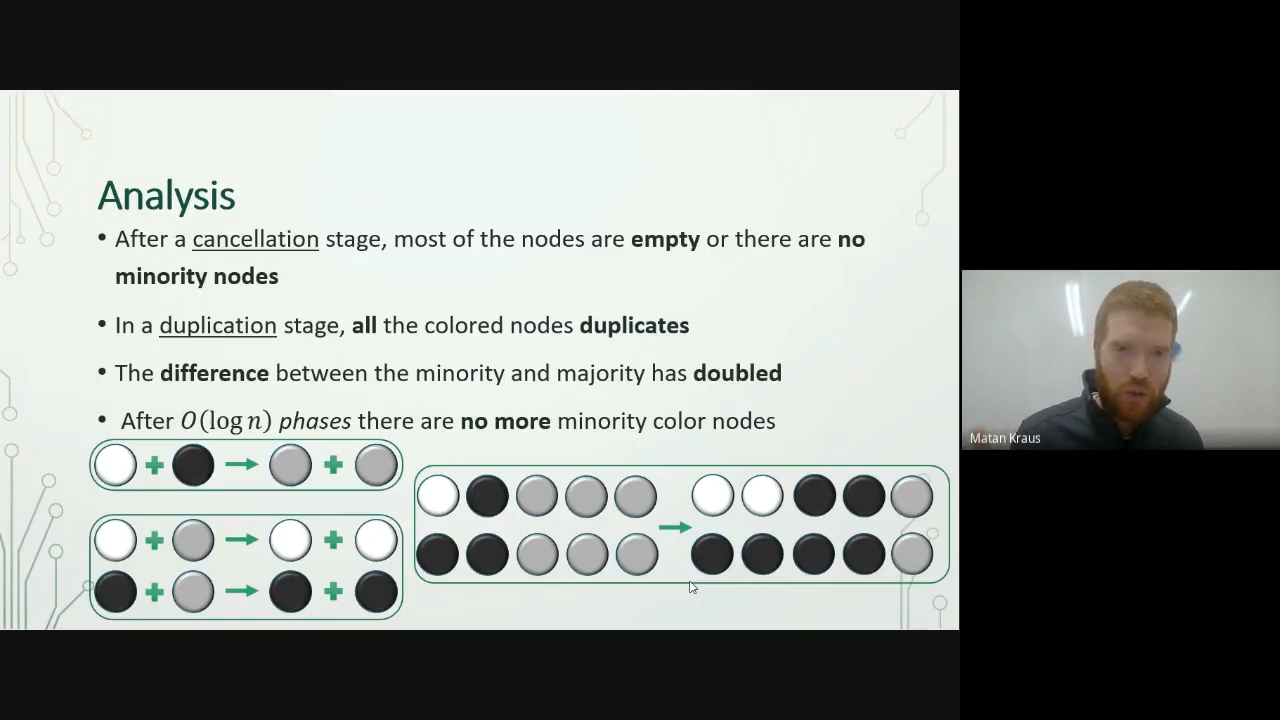 Analysis
• After a cancellation stage, most of the nodes are empty or there are no
minority nodes
• In a duplication stage, all the colored nodes duplicates
• The difference between the minority and majority has doubled
• After O(log n) phases there are no more minority color nodes
Matan Kraus